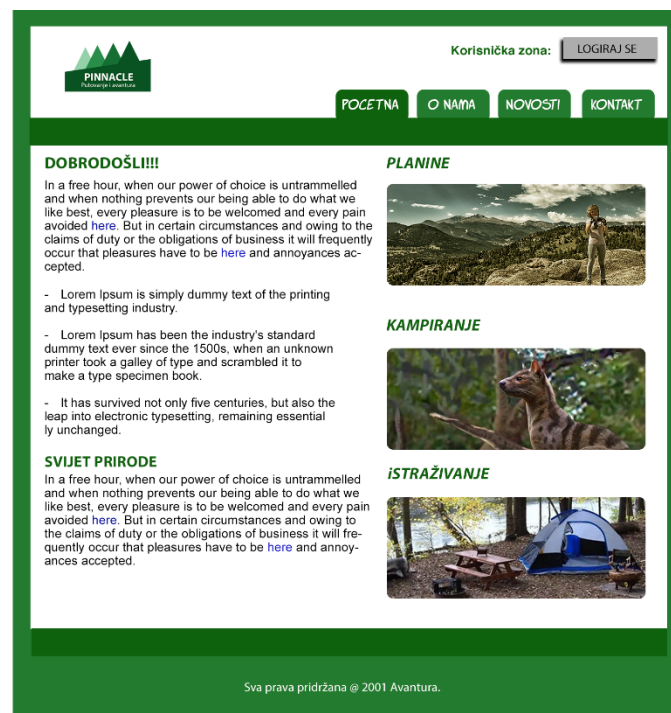 PINNACLE
Putovanje i avantura
Korisnička zona:
LOGIRAJ SE
POCETNA
O NAMA
NOVOSTI
KONTAKT
DOBRODOŠLI!!!
In a free hour, when our power of choice is untrammelled
and when nothing prevents our being able to do what we
like best, every pleasure is to be welcomed and every pain
avoided here. But in certain circumstances and owing to the
claims of duty or the obligations of business it will frequently
occur that pleasures have to be here and annoyances ac-
cepted.
- Lorem Ipsum is simply dummy text of the printing
and typesetting industry.
- Lorem Ipsum has been the industry's standard
dummy text ever since the 1500s, when an unknown
printer took a galley of type and scrambled it to
make a type specimen book.
- It has survived not only five centuries, but also the
leap into electronic typesetting, remaining essential
ly unchanged.
SVIJET PRIRODE
In a free hour, when our power of choice is untrammelled
and when nothing prevents our being able to do what we
like best, every pleasure is to be welcomed and every pain
avoided here. But in certain circumstances and owing to
the claims of duty or the obligations of business it will fre-
quently occur that pleasures have to be here and annoy-
ances accepted.
PLANINE
KAMPIRANJE
iSTRAŽIVANJE
Sva prava pridržana @ 2001 Avantura.